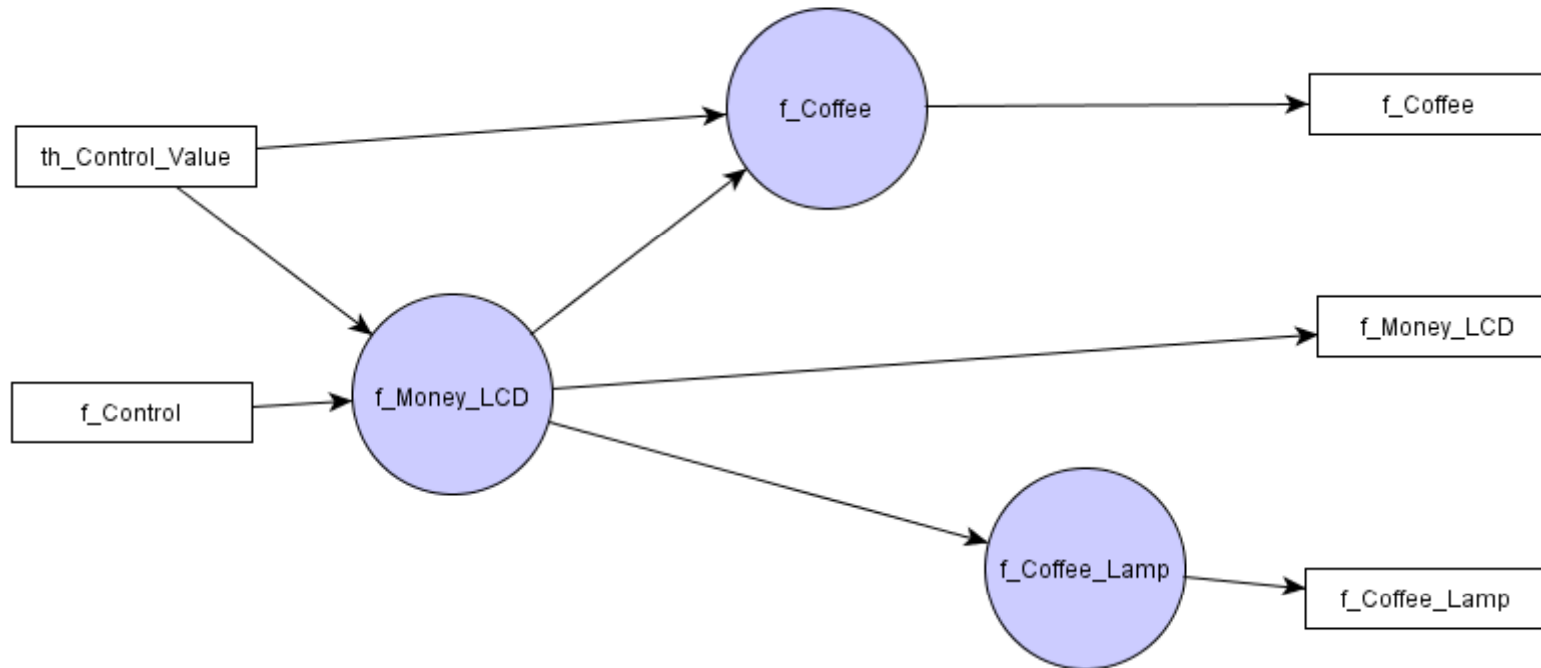 f_Coffee
f_Coffee
th_Control_Value
f_Money_LCD
f_Money_LCD
f_Control
f_Coffee_Lamp
f_Coffee_Lamp